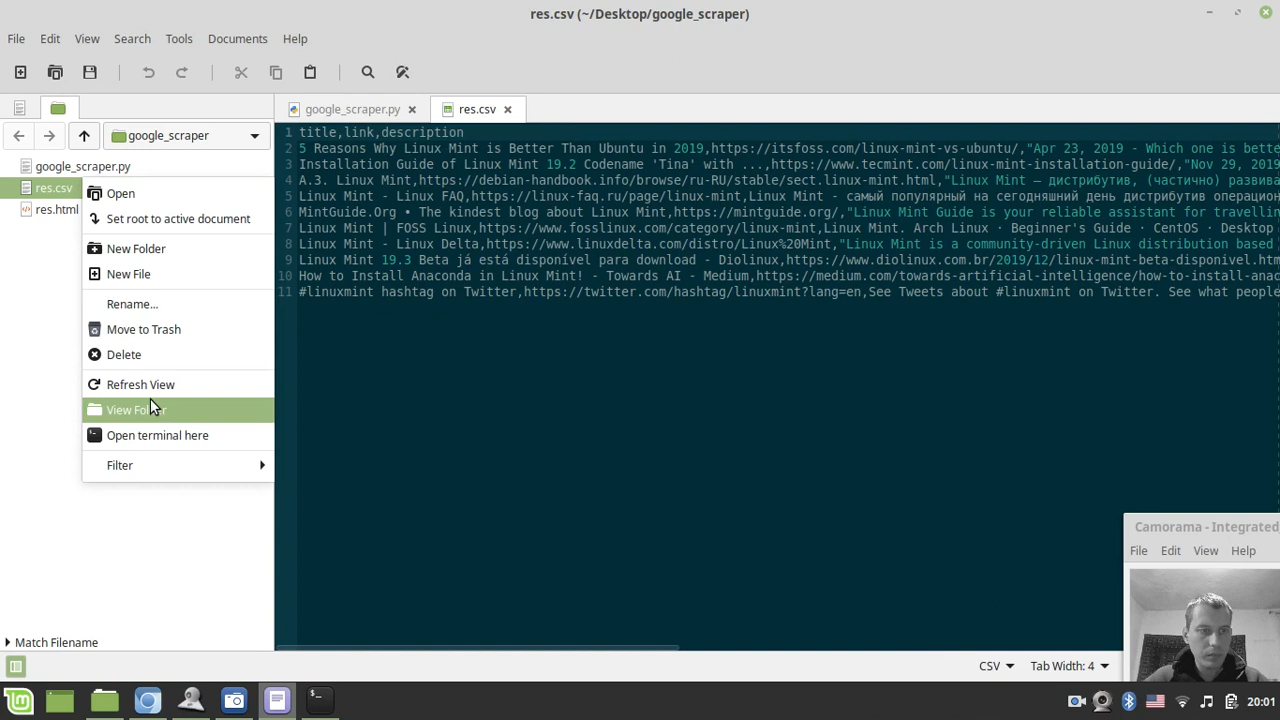 res.csv (~/Desktop/google_scraper)
File Edit View Search Tools Documents Help
google_scraper.py
res.csv
google_scraper
google_scraper.py
res.csv
res.html
Open
Set root to active document
New Folder
New File
Rename...
Move to Trash
Delete
Refresh View
View Folder
Open terminal here
Filter
Match Filename
1 title,link,description
2 5 Reasons Why Linux Mint is Better Than Ubuntu in 2019,https://itsfoss.com/linux-mint-vs-ubuntu/,"Apr 23, 2019 - Which one is bette
3 Installation Guide of Linux Mint 19.2 Codename 'Tina' with ...,https://www.tecmint.com/linux-mint-installation-guide/,"Nov 29, 2019
4 A.3. Linux Mint,https://debian-handbook.info/browse/ru-RU/stable/sect.linux-mint.html,"Linux Mint — дистрибутив, (частично) развива
5 Linux Mint - Linux FAQ,https://linux-faq.ru/page/linux-mint,Linux Mint - самый популярный на сегодняшний день дистрибутив операцион
6 MintGuide.Org • The kindest blog about Linux Mint,https://mintguide.org/,"Linux Mint Guide is your reliable assistant for travellin
7 Linux Mint | FOSS Linux,https://www.fosslinux.com/category/linux-mint,Linux Mint. Arch Linux · Beginner's Guide · CentOS · Desktop
8 Linux Mint - Linux Delta,https://www.linuxdelta.com/distro/Linux%20Mint,"Linux Mint is a community-driven Linux distribution based
9 Linux Mint 19.3 Beta já está disponível para download - Diolinux,https://www.diolinux.com.br/2019/12/linux-mint-beta-disponivel.htm
10 How to Install Anaconda in Linux Mint! - Towards AI - Medium,https://medium.com/towards-artificial-intelligence/how-to-install-anac
11 #linuxmint hashtag on Twitter,https://twitter.com/hashtag/linuxmint?lang=en,See Tweets about #linuxmint on Twitter. See what people
Camorama - Integrated
File Edit View Help
CSV Tab Width: 4
20:01